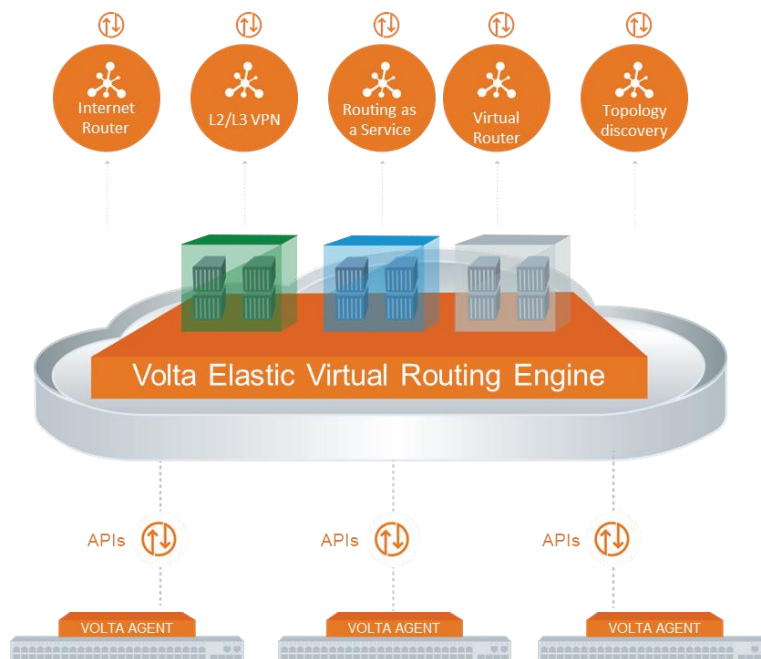 Internet
Router
L2/L3 VPN
Routing as
a Service
Virtual
Router
Topology
discovery
Volta Elastic Virtual Routing Engine
APIs
APIs
APIs
VOLTA AGENT
VOLTA AGENT
VOLTA AGENT